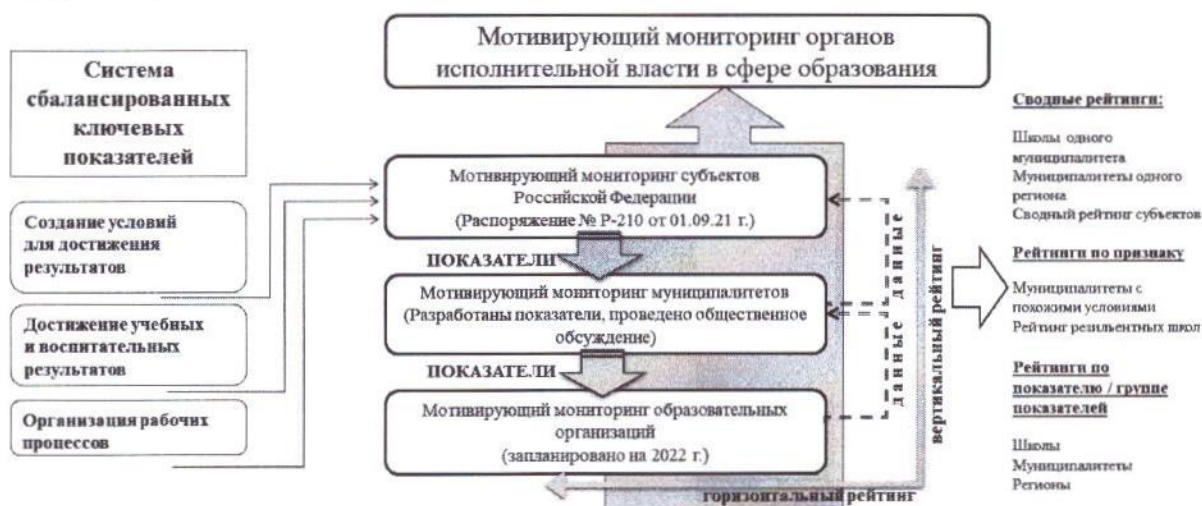 Мотивирующий мониторинг органов
исполнительной власти в сфере образования
Система
сбалансированных
ключевых
показателей
Создание условий
для достижения
результатов
Достижение учебных
и воспитательных
результатов
Организация рабочих
процессов
Мотивирующий мониторинг субъектов
Российской Федерации
(Распоряжение № Р-210 от 01.09.21 г.)
ПОКАЗАТЕЛИ
Мотивирующий мониторинг муниципалитетов
(Разработаны показатели, проведено общественное
обсуждение)
ПОКАЗАТЕЛИ
Мотивирующий мониторинг образовательных
организаций
(запланировано на 2022 г.)
данные данные
вертикальный рейтинг
горизонтальный рейтинг
Сводные рейтинги:
Школы одного
муниципалитета
Муниципалитеты одного
региона
Сводный рейтинг субъектов
Рейтинги по признаку
Муниципалитеты с
похожими условиями
Рейтинг резильентных школ
Рейтинги по
показателю / группе
показателей
Школы
Муниципалитеты
Регионы